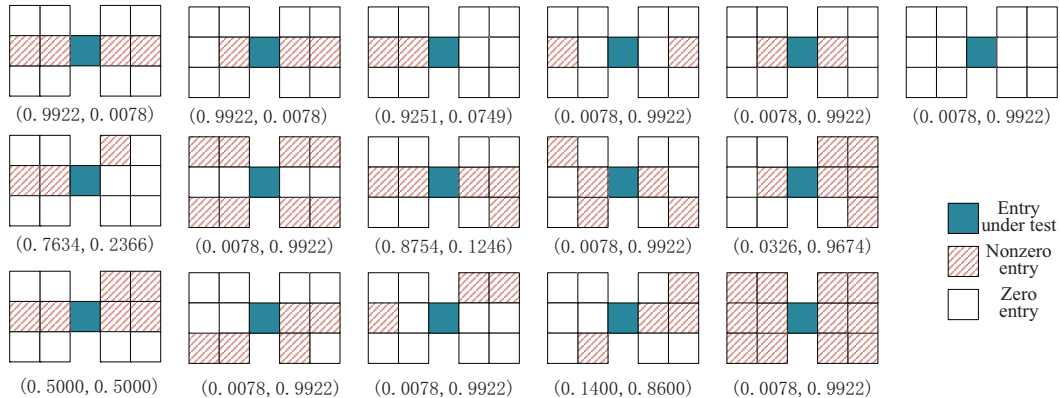 (0.9922, 0.0078)
(0.9922, 0.0078)
(0.9251, 0.0749)
(0.0078, 0.9922)
(0.0078, 0.9922)
(0.0078, 0.9922)
(0.7634, 0.2366)
(0.0078, 0.9922)
(0.8754, 0.1246)
(0.0078, 0.9922)
(0.0326, 0.9674)
(0.5000, 0.5000)
(0.0078, 0.9922)
(0.0078, 0.9922)
(0.1400, 0.8600)
(0.0078, 0.9922)
Entry
under test
Nonzero
entry
Zero
entry